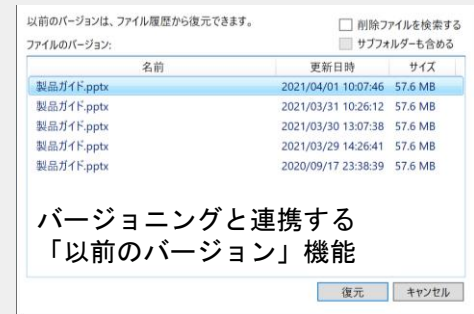 以前のバージョンは、ファイル履歴から復元できます。
削除ファイルを検索する
ファイルのバージョン:
サブフォルダーも含める
名前 更新日時 サイズ
製品ガイド.pptx 2021/04/01 10:07:46 57.6 MB
製品ガイド.pptx 2021/03/31 10:26:12 57.6 MB
製品ガイド.pptx 2021/03/30 13:07:38 57.6 MB
製品ガイド.pptx 2021/03/29 14:26:41 57.6 MB
製品ガイド.pptx 2020/09/17 23:38:39 57.6 MB
バージョニングと連携する
「以前のバージョン」機能
復元 キャンセル